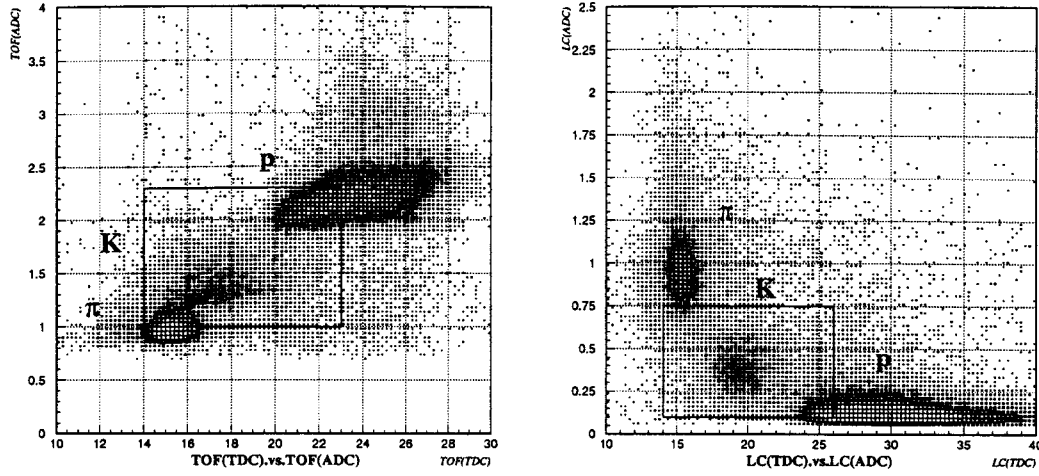 TOF(ADC)
4
3.5
3
2.5
2
1.5
1
0.5
0
p
K
π
10 12 14 16 18 20 22 24 26 28 30
TOF(TDC).vs.TOF(ADC)
TOF(TDC)
LC(ADC)
2.5
2.25
2
1.75
1.5
1.25
1
0.75
0.5
0.25
0
π
K
p
10 15 20 25 30 35 40
LC(TDC).vs.LC(ADC)
LC(TDC)